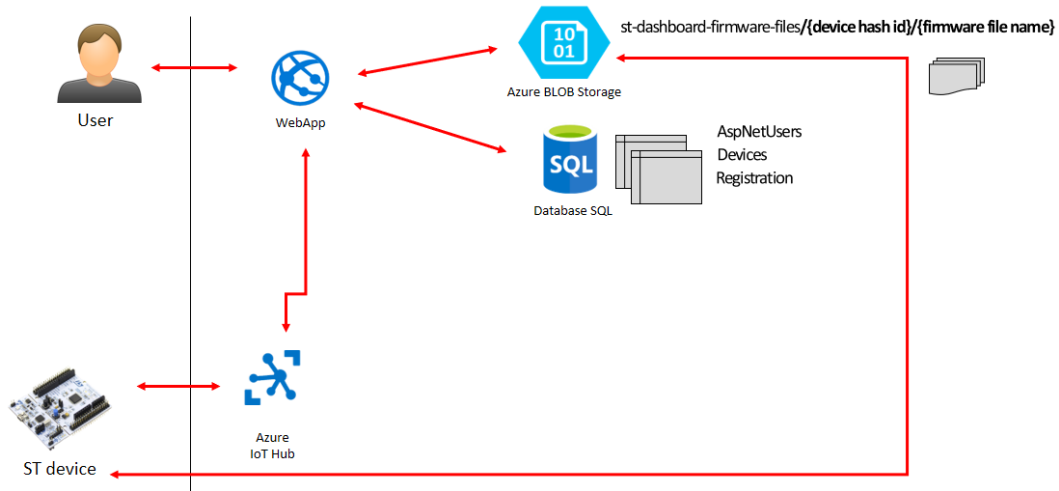 st-dashboard-firmware-files/{device hash id}/{firmware file name}
10
01
Azure BLOB Storage
User
WebApp
AspNetUsers
Devices
Registration
SQL
Database SQL
Azure
IoT Hub
ST device